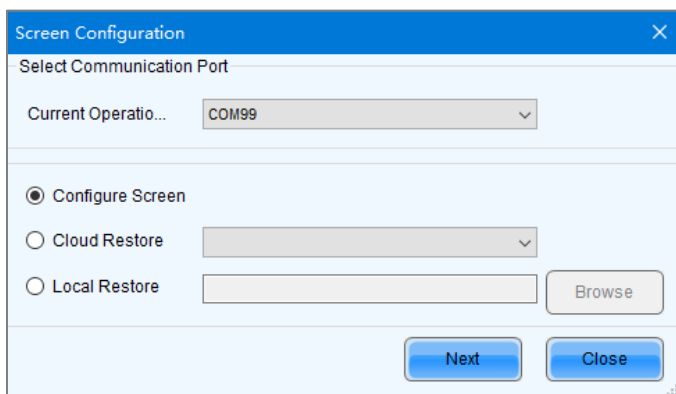 Screen Configuration
Select Communication Port
Current Operatio... COM99
Configure Screen
Cloud Restore
Local Restore Browse
Next Close